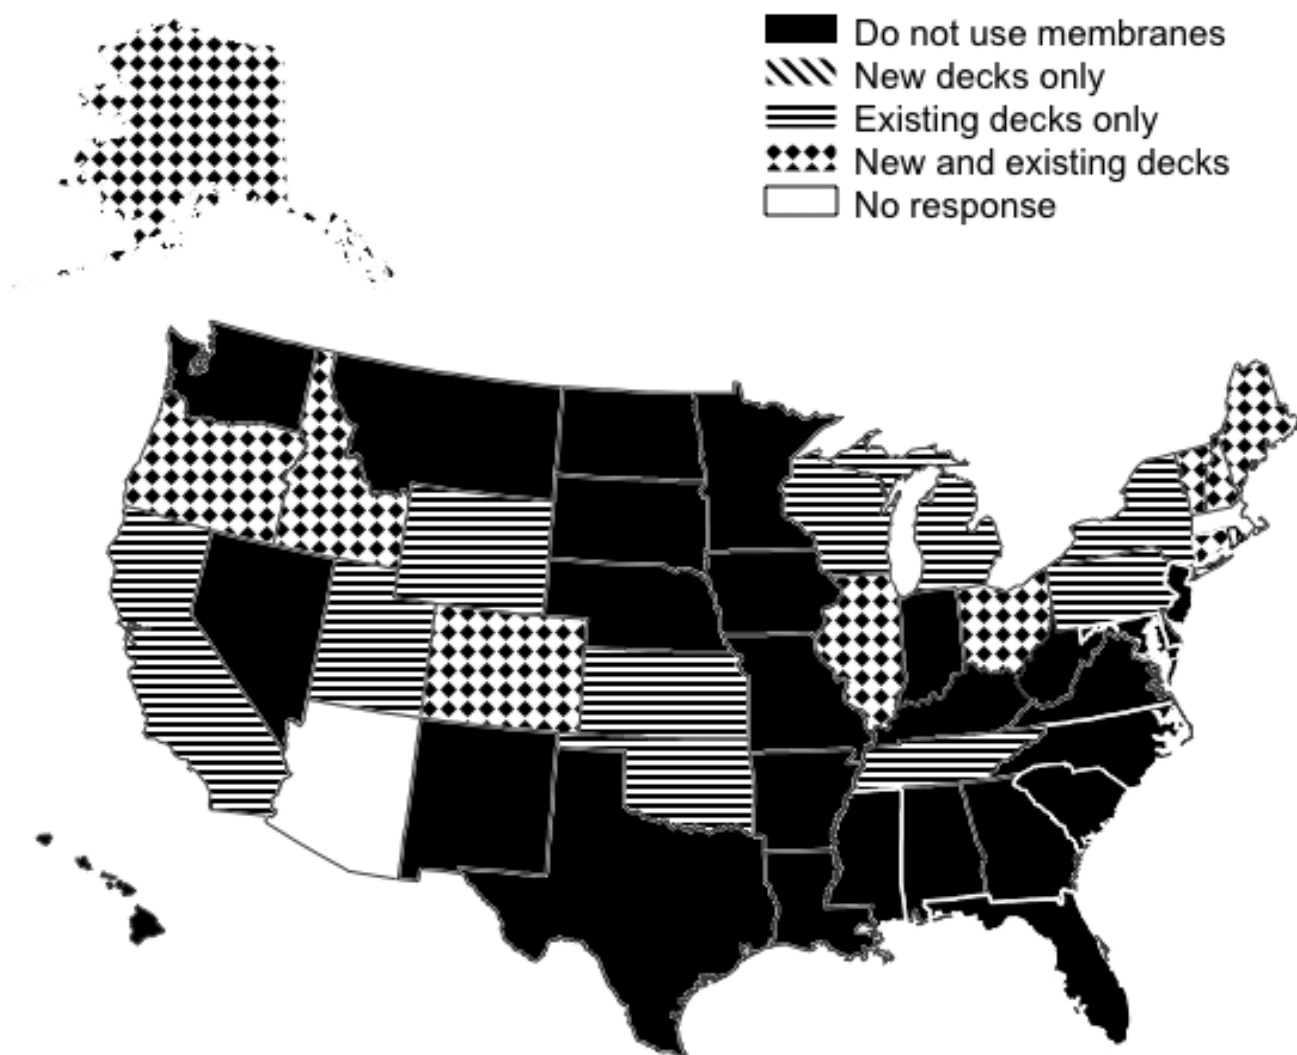 Do not use membranes
New decks only
Existing decks only
New and existing decks
No response